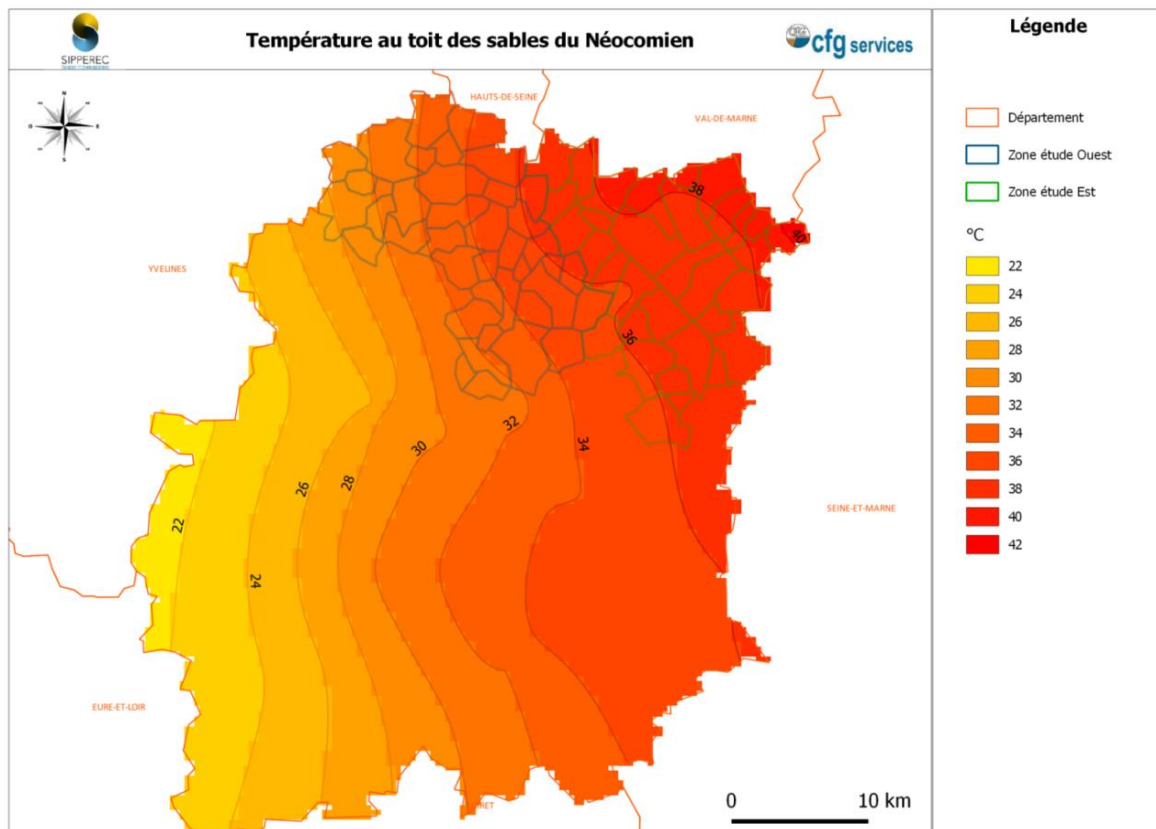 SIPPEREC
Température au toit des sables du Néocomien
cfg services
Légende
N
O
E
S
HAUTS-DE-SEINE
VAL-DE-MARNE
YVELINES
SEINE-ET-MARNE
EURE-ET-LOIR
RET
38
40
36
34
32
30
28
26
24
22
Département
Zone étude Ouest
Zone étude Est
°C
22
24
26
28
30
32
34
36
38
40
42
0 10 km